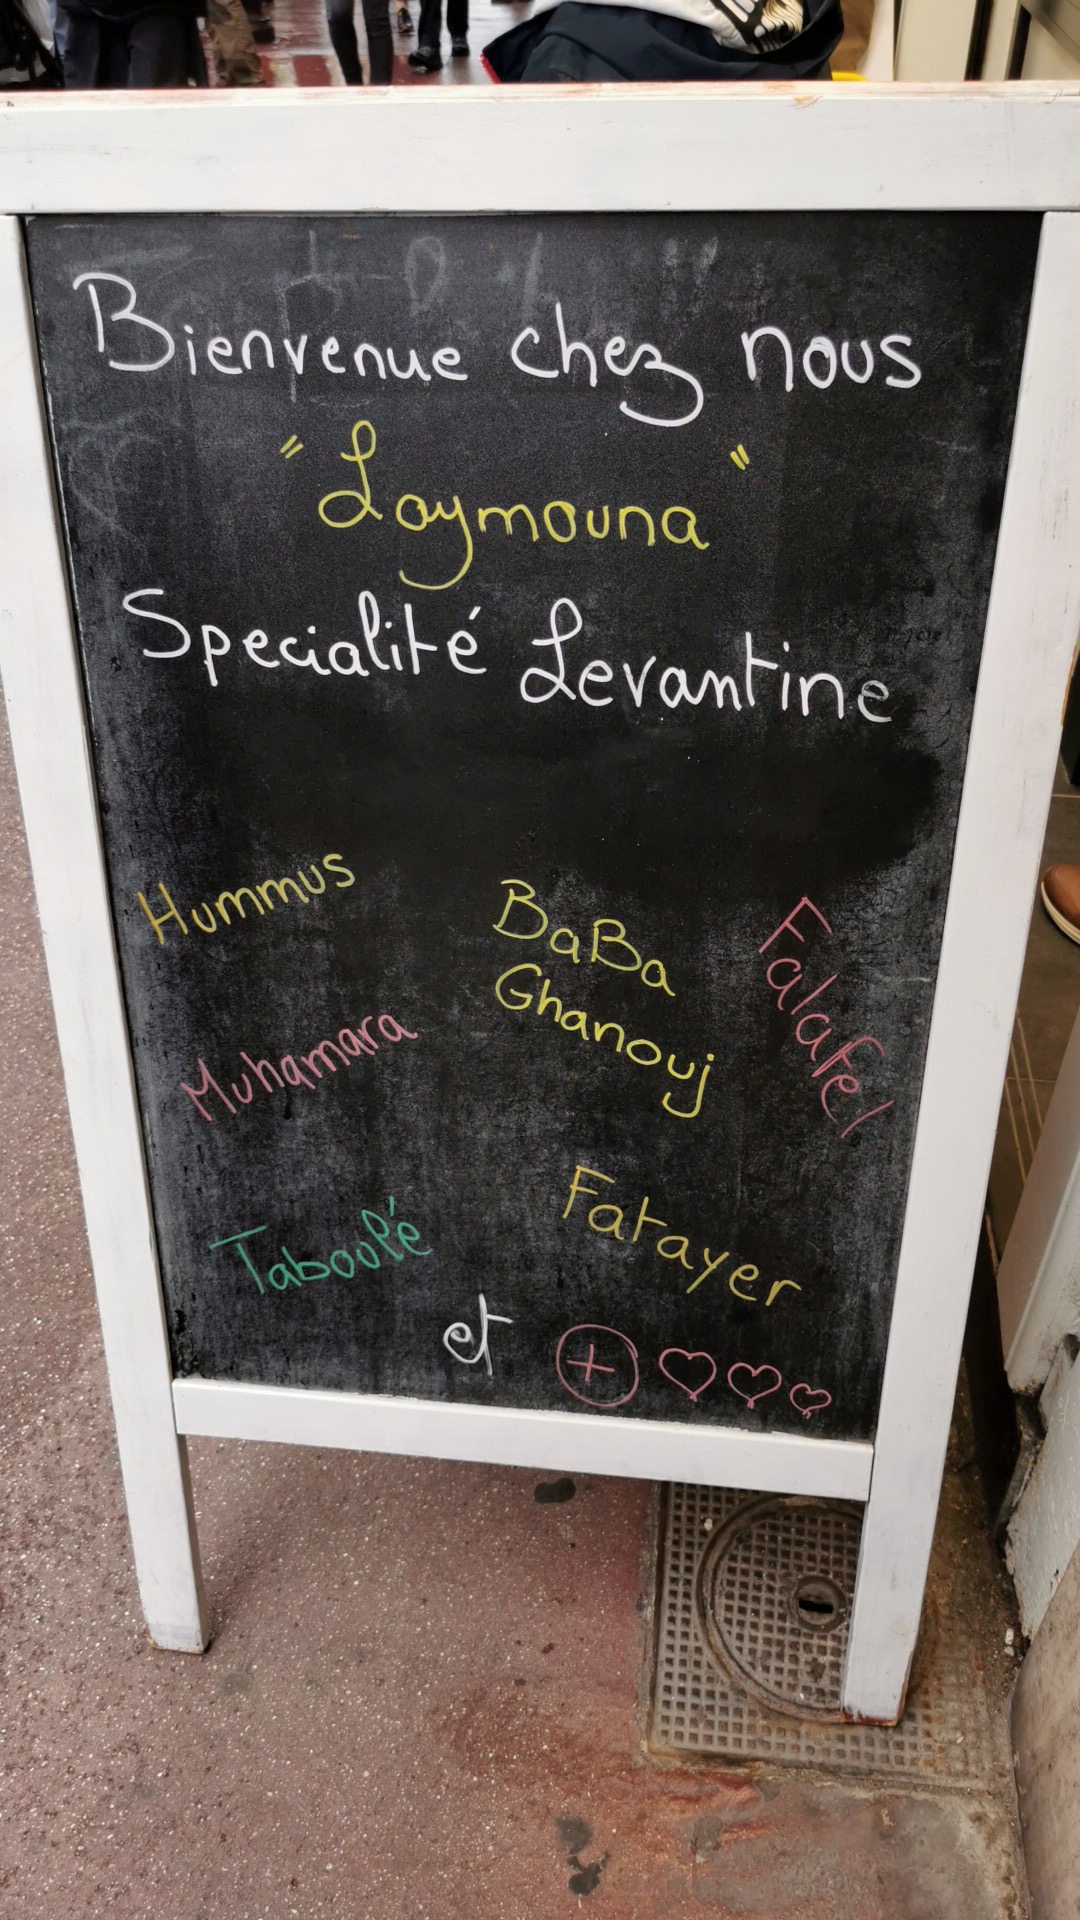 Bienvenue chez nous
"Laymouna"
Specialité Levantine
Hummus
BaBa
Ghanouj
Falafel
Muhamara
Taboulé
Fatayer
et +